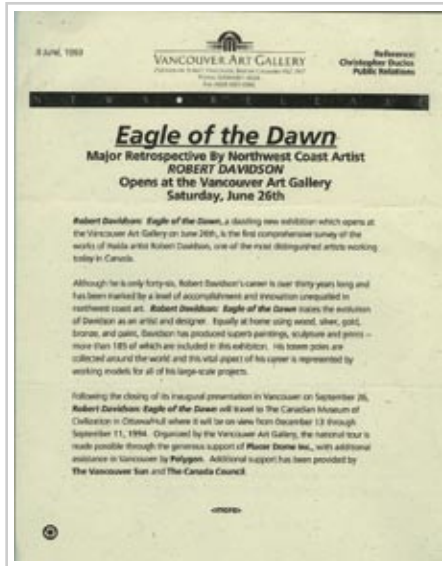 8 June, 1993
VANCOUVER ART GALLERY
Reference:
Christopher Duclos
Public Relations
NEWS RELEASE
Eagle of the Dawn
Major Retrospective By Northwest Coast Artist
ROBERT DAVIDSON
Opens at the Vancouver Art Gallery
Saturday, June 26th
Robert Davidson: Eagle of the Dawn, a dazzling new exhibition which opens at
the Vancouver Art Gallery on June 26th, is the first comprehensive survey of the
works of Haida artist Robert Davidson, one of the most distinguished artists working
today in Canada.
Although he is only forty-six, Robert Davidson's career is over thirty years long and
has been marked by a level of accomplishment and innovation unequalled in
northwest coast art. Robert Davidson: Eagle of the Dawn traces the evolution
of Davidson as an artist and designer. Equally at home using wood, silver, gold,
bronze, and paint, Davidson has produced superb paintings, sculpture and prints --
more than 185 of which are included in this exhibition. His totem poles are
collected around the world and this vital aspect of his career is represented by
working models for all of his large-scale projects.
Following the closing of its inaugural presentation in Vancouver on September 26,
Robert Davidson: Eagle of the Dawn will travel to The Canadian Museum of
Civilization in Ottawa/Hull where it will be on view from December 13 through
September 11, 1994. Organized by the Vancouver Art Gallery, the national tour is
made possible through the generous support of Placer Dome Inc., with additional
assistance in Vancouver by Polygon. Additional support has been provided by
The Vancouver Sun and The Canada Council.
<more>